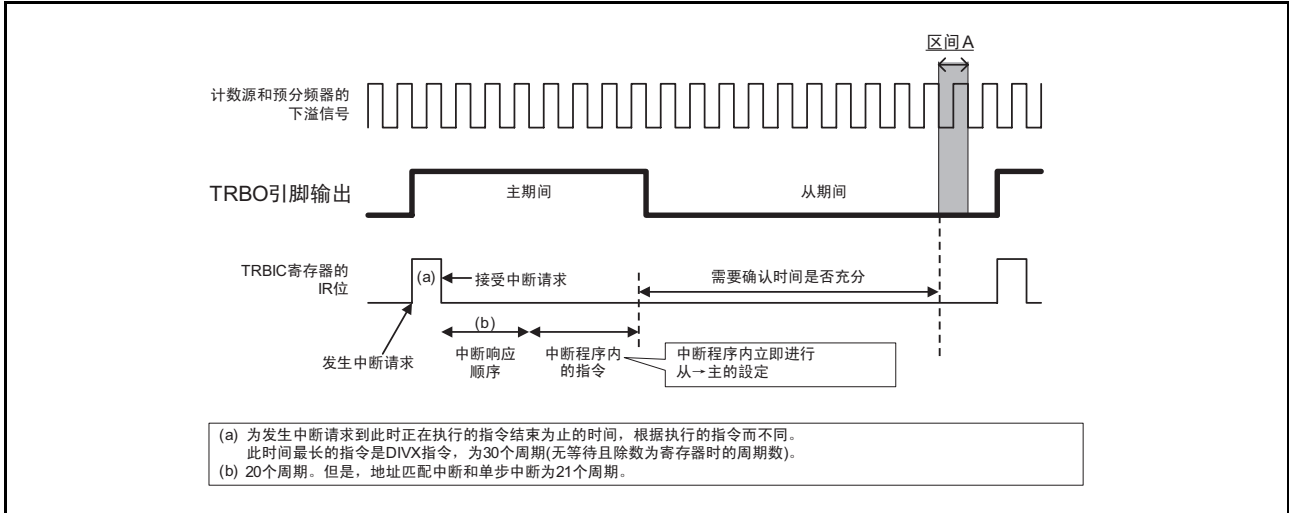 区间A
计数源和预分频器的
下溢信号
TRBO引脚输出
主期间
从期间
TRBIC寄存器的
IR位
(a)
接受中断请求
需要确认时间是否充分
(b)
发生中断请求
中断响应
顺序
中断程序内
的指令
中断程序内立即进行
从→主的設定
(a) 为发生中断请求到此时正在执行的指令结束为止的时间，根据执行的指令而不同。
此时间最长的指令是DIVX指令，为30个周期(无等待且除数为寄存器时的周期数)。
(b) 20个周期。但是，地址匹配中断和单步中断为21个周期。